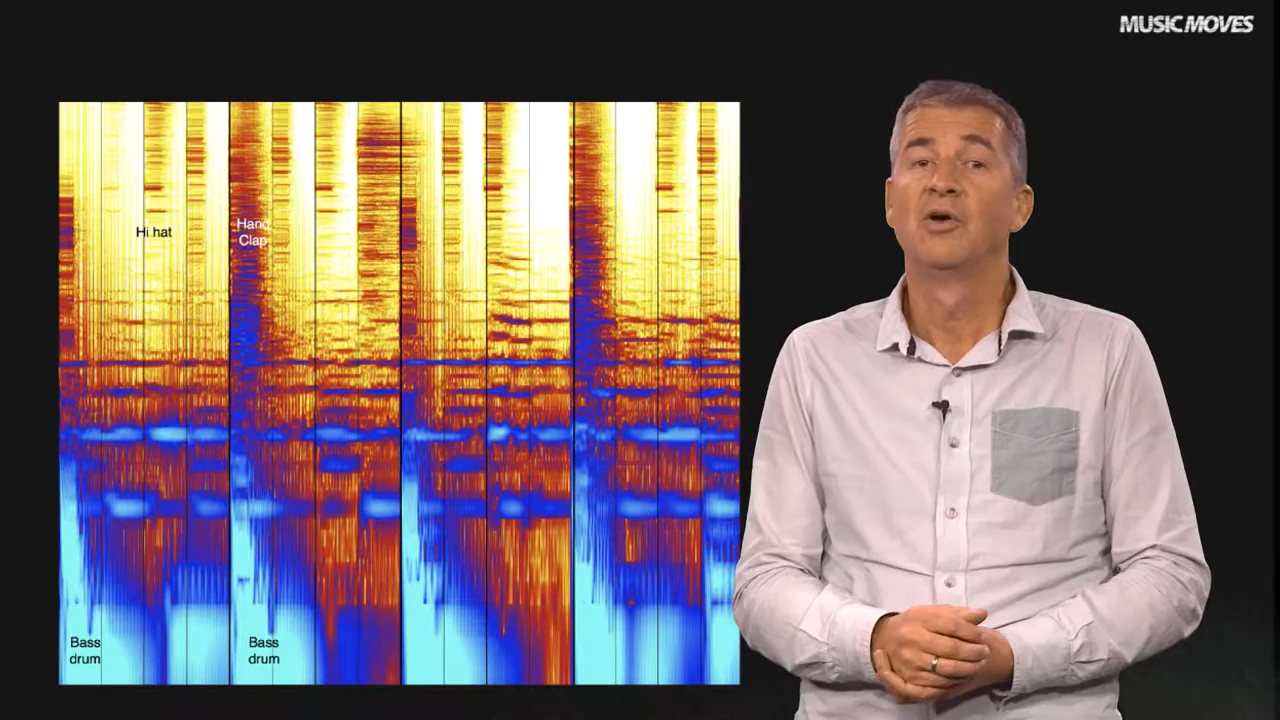 MUSIC MOVES
Hi hat
Hand
Clap
Bass
drum
Bass
drum